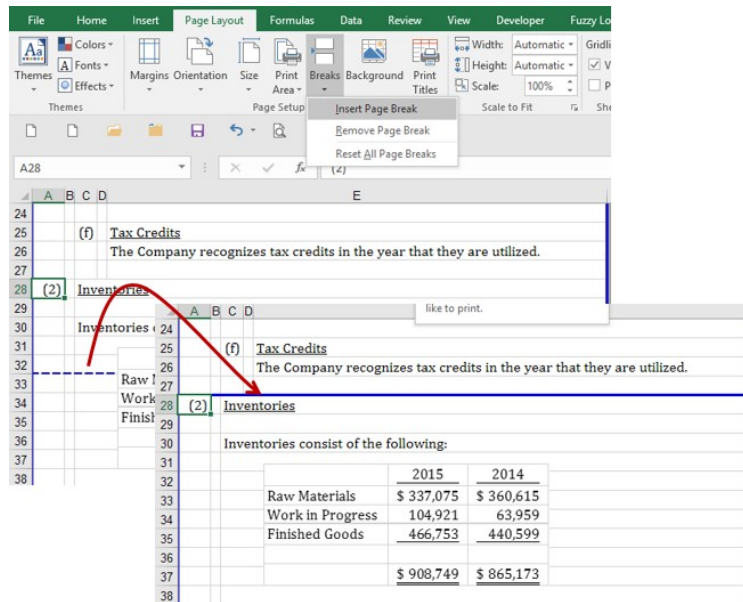 File Home Insert Page Layout Formulas Data Review View Developer Fuzzy Lo
Colors Width: Automatic Gridli
Aa A Fonts Height: Automatic V
Themes Effects Margins Orientation Size Print Area Breaks Background Print Titles Scale: 100% P
Themes Page Setup Scale to Fit Sh
Insert Page Break
Remove Page Break
Reset All Page Breaks
A28 fx (2)
A B C D E
24
25 (f) Tax Credits
26 The Company recognizes tax credits in the year that they are utilized.
27
28 (2) Inventories
29
30 Inventories
31
32
33 Raw
34 Work
35 Finish
36
37
38
like to print.
A B C D
24
25 (f) Tax Credits
26 The Company recognizes tax credits in the year that they are utilized.
27
28 (2) Inventories
29
30 Inventories consist of the following:
31
32 2015 2014
33 Raw Materials $ 337,075 $ 360,615
34 Work in Progress 104,921 63,959
35 Finished Goods 466,753 440,599
36
37 $ 908,749 $ 865,173
38